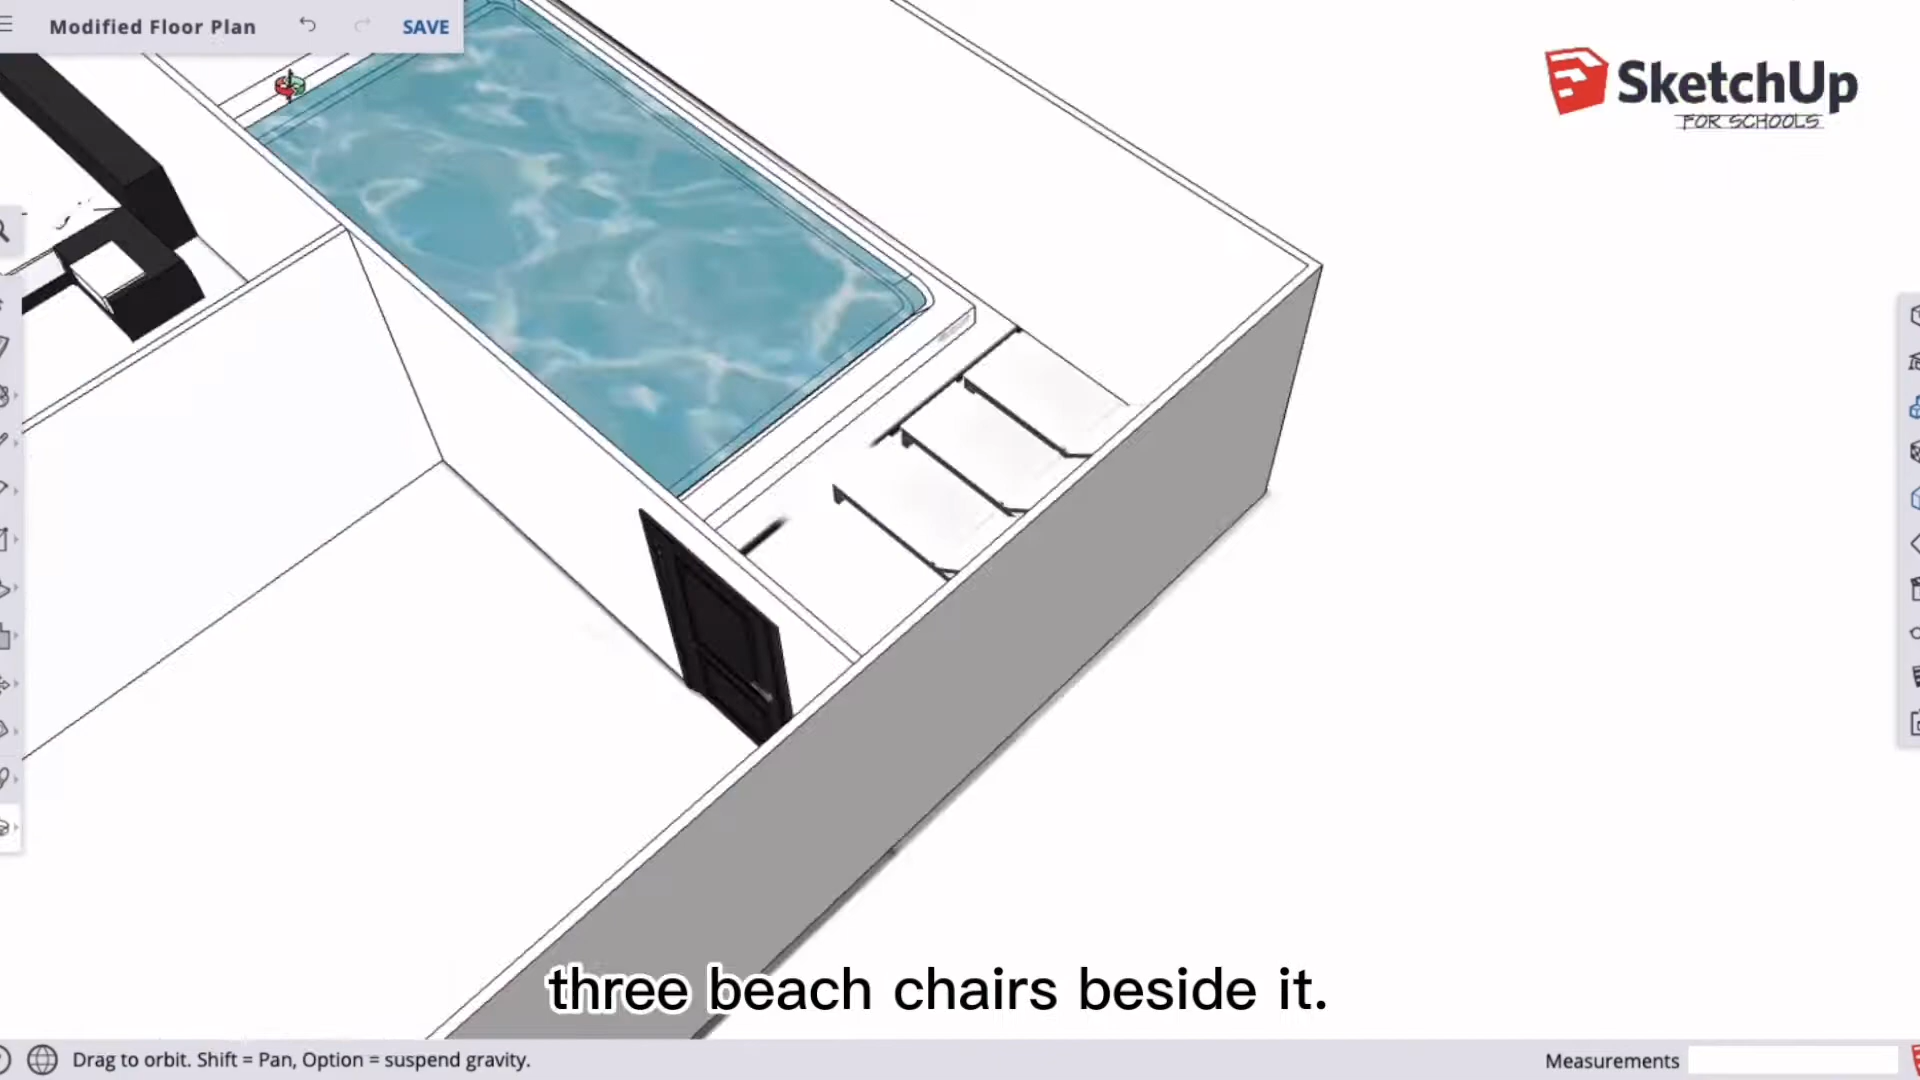 Modified Floor Plan
SAVE
SketchUp
FOR SCHOOLS
three beach chairs beside it.
Drag to orbit. Shift = Pan, Option = suspend gravity.
Measurements